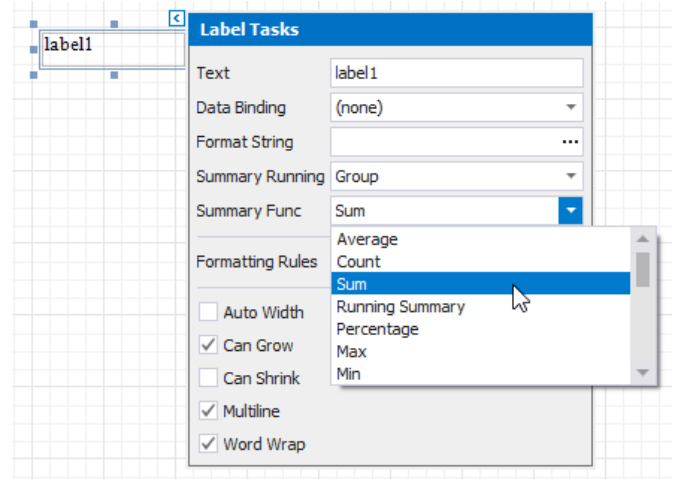 label1
Label Tasks
Text label1
Data Binding (none)
Format String ...
Summary Running Group
Summary Func Sum
Average
Formatting Rules Count
Sum
Running Summary
Auto Width
Percentage
Can Grow
Max
Can Shrink Min
Multiline
Word Wrap